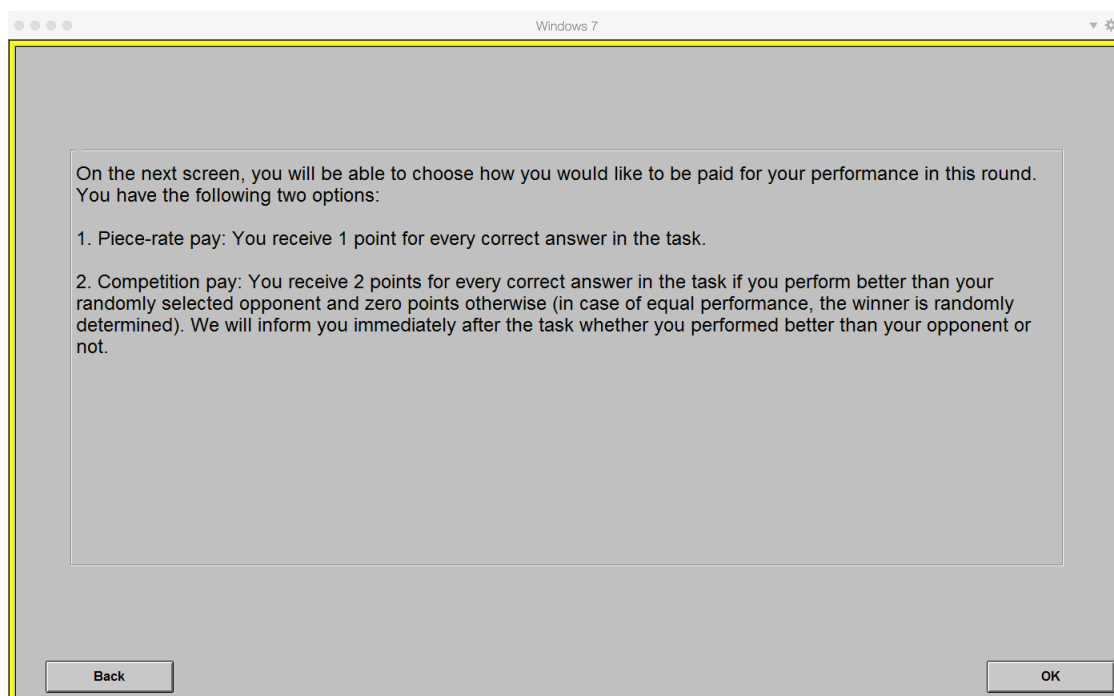 Windows 7
On the next screen, you will be able to choose how you would like to be paid for your performance in this round.
You have the following two options:
1. Piece-rate pay: You receive 1 point for every correct answer in the task.
2. Competition pay: You receive 2 points for every correct answer in the task if you perform better than your
randomly selected opponent and zero points otherwise (in case of equal performance, the winner is randomly
determined). We will inform you immediately after the task whether you performed better than your opponent or
not.
Back
OK